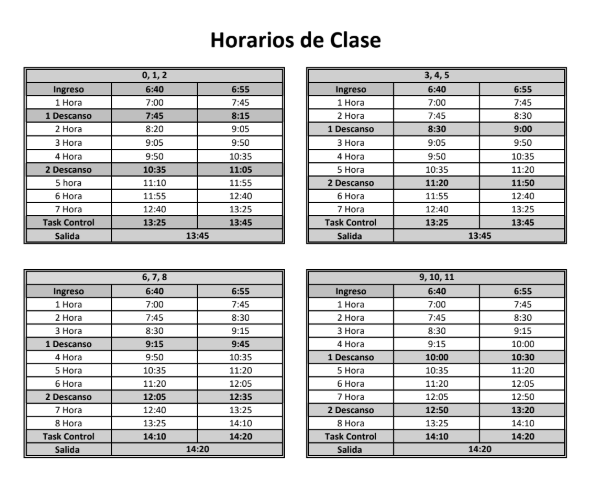 Horarios de Clase
0, 1, 2
Ingreso 6:40 6:55
1 Hora 7:00 7:45
1 Descanso 7:45 8:15
2 Hora 8:20 9:05
3 Hora 9:05 9:50
4 Hora 9:50 10:35
2 Descanso 10:35 11:05
5 hora 11:10 11:55
6 Hora 11:55 12:40
7 Hora 12:40 13:25
Task Control 13:25 13:45
Salida 13:45
3, 4, 5
Ingreso 6:40 6:55
1 Hora 7:00 7:45
2 Hora 7:45 8:30
1 Descanso 8:30 9:00
3 Hora 9:05 9:50
4 Hora 9:50 10:35
5 Hora 10:35 11:20
2 Descanso 11:20 11:50
6 Hora 11:55 12:40
7 Hora 12:40 13:25
Task Control 13:25 13:45
Salida 13:45
6, 7, 8
Ingreso 6:40 6:55
1 Hora 7:00 7:45
2 Hora 7:45 8:30
3 Hora 8:30 9:15
1 Descanso 9:15 9:45
4 Hora 9:50 10:35
5 Hora 10:35 11:20
6 Hora 11:20 12:05
2 Descanso 12:05 12:35
7 Hora 12:40 13:25
8 Hora 13:25 14:10
Task Control 14:10 14:20
Salida 14:20
9, 10, 11
Ingreso 6:40 6:55
1 Hora 7:00 7:45
2 Hora 7:45 8:30
3 Hora 8:30 9:15
4 Hora 9:15 10:00
1 Descanso 10:00 10:30
5 Hora 10:35 11:20
6 Hora 11:20 12:05
7 Hora 12:05 12:50
2 Descanso 12:50 13:20
8 Hora 13:25 14:10
Task Control 14:10 14:20
Salida 14:20